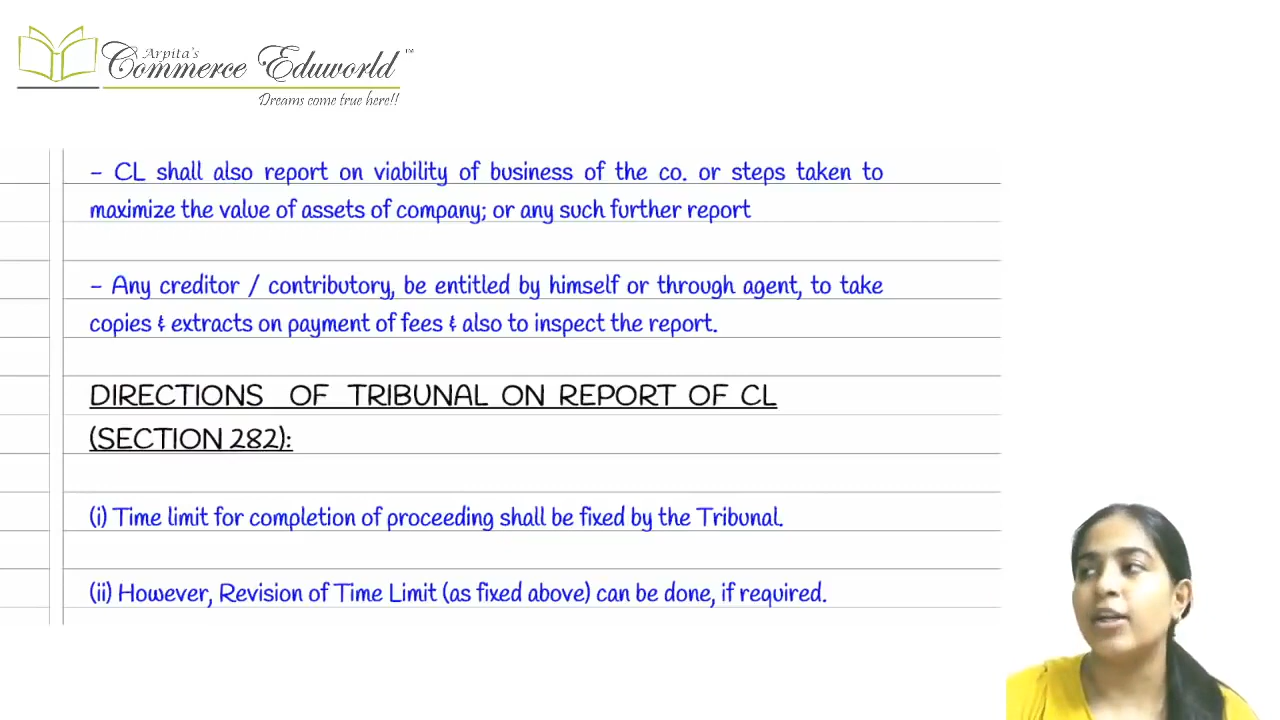 Arpita's
Commerce Eduworld™
Dreams come true here!!
- CL shall also report on viability of business of the co. or steps taken to
maximize the value of assets of company; or any such further report
- Any creditor / contributory, be entitled by himself or through agent, to take
copies & extracts on payment of fees & also to inspect the report.
DIRECTIONS OF TRIBUNAL ON REPORT OF CL
(SECTION 282):
(i) Time limit for completion of proceeding shall be fixed by the Tribunal.
(ii) However, Revision of Time Limit (as fixed above) can be done, if required.